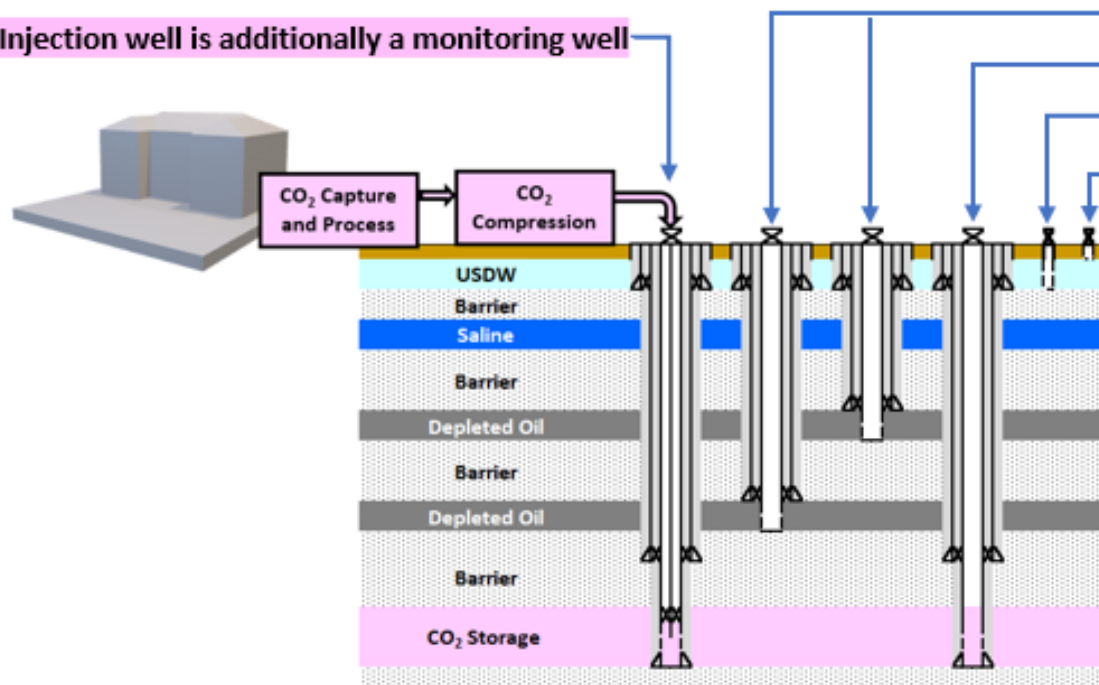 Injection well is additionally a monitoring well
CO₂ Capture
and Process
CO₂
Compression
USDW
Barrier
Saline
Barrier
Depleted Oil
Barrier
Depleted Oil
Barrier
CO₂ Storage